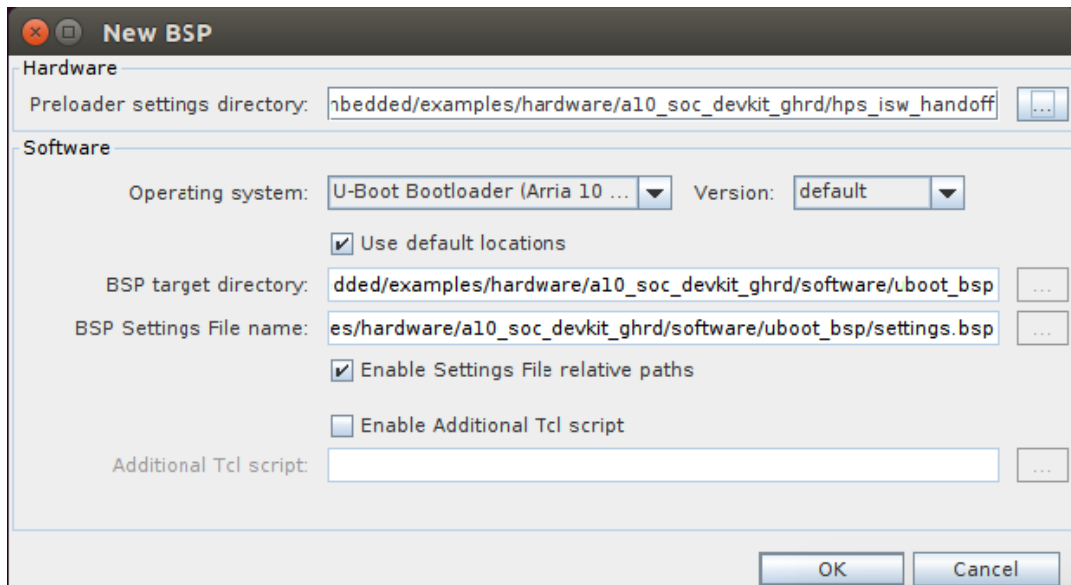 New BSP
Hardware
Preloader settings directory: nbedded/examples/hardware/a10_soc_devkit_ghrd/hps_isw_handoff ...
Software
Operating system: U-Boot Bootloader (Arria 10 ... Version: default
Use default locations
BSP target directory: dded/examples/hardware/a10_soc_devkit_ghrd/software/uboot_bsp ...
BSP Settings File name: es/hardware/a10_soc_devkit_ghrd/software/uboot_bsp/settings.bsp ...
Enable Settings File relative paths
Enable Additional Tcl script
Additional Tcl script: ...
OK Cancel